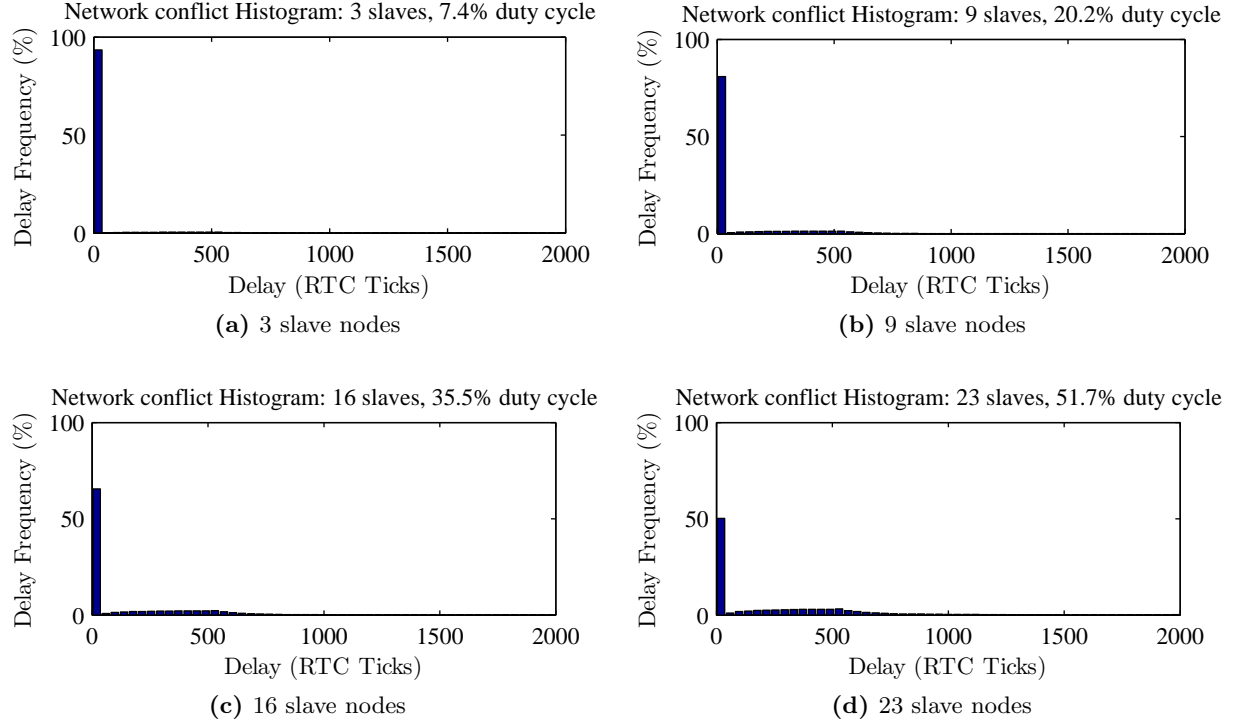 Network conflict Histogram: 3 slaves, 7.4% duty cycle
100
50
0
Delay Frequency (%)
0 500 1000 1500 2000
Delay (RTC Ticks)
(a) 3 slave nodes
Network conflict Histogram: 9 slaves, 20.2% duty cycle
100
50
0
Delay Frequency (%)
0 500 1000 1500 2000
Delay (RTC Ticks)
(b) 9 slave nodes
Network conflict Histogram: 16 slaves, 35.5% duty cycle
100
50
0
Delay Frequency (%)
0 500 1000 1500 2000
Delay (RTC Ticks)
(c) 16 slave nodes
Network conflict Histogram: 23 slaves, 51.7% duty cycle
100
50
0
Delay Frequency (%)
0 500 1000 1500 2000
Delay (RTC Ticks)
(d) 23 slave nodes